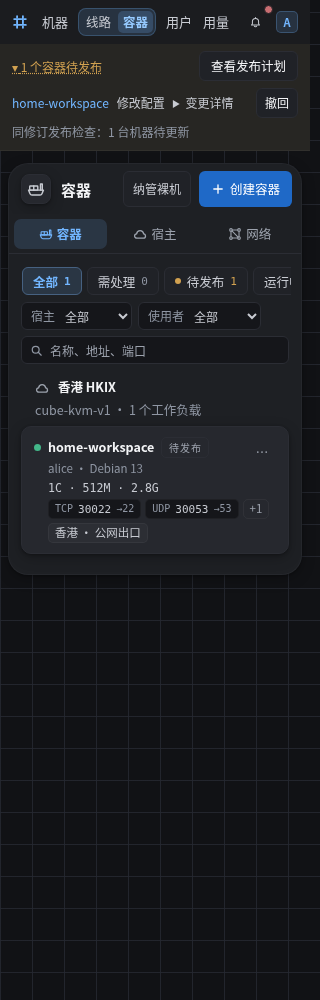 机器 线路 容器 用户 用量 A
▾ 1 个容器待发布 查看发布计划
home-workspace 修改配置 ▶ 变更详情 撤回
同修订发布检查: 1 台机器待更新
容器 纳管裸机 + 创建容器
容器 宿主 网络
全部 1 需处理 0 待发布 1
宿主 全部 使用者 全部
名称、地址、端口
香港 HKIX
cube-kvm-v1 · 1 个工作负载
home-workspace 待发布 ...
alice · Debian 13
1C · 512M · 2.8G
TCP 30022 →22 UDP 30053 →53 +1
香港 · 公网出口